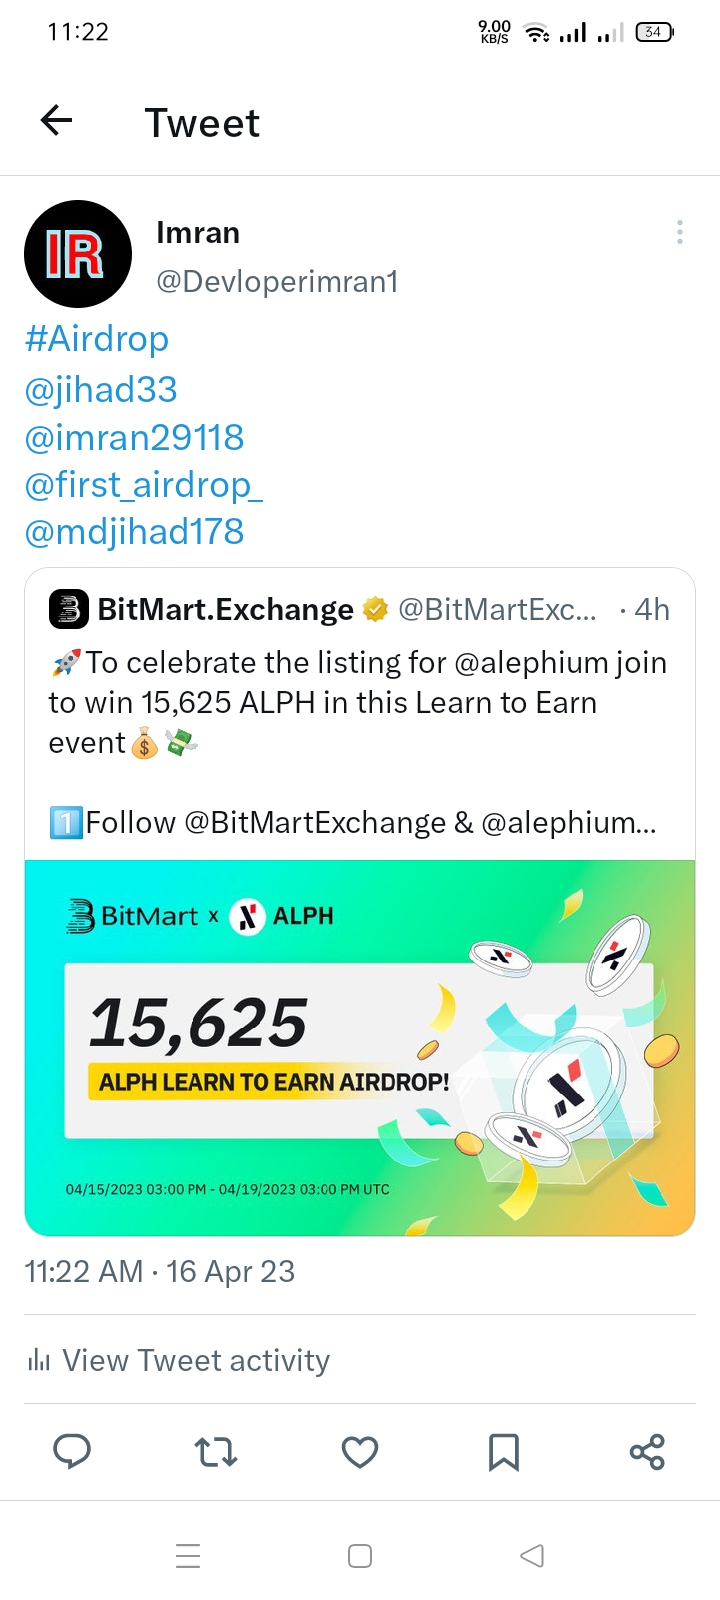 11:22
9.00
KB/S
34
Tweet
IR
Imran
@Devloperimran1
#Airdrop
@jihad33
@imran29118
@first_airdrop_
@mdjihad178
BitMart.Exchange @BitMartExc... · 4h
🚀To celebrate the listing for @alephium join
to win 15,625 ALPH in this Learn to Earn
event💰💸
1️⃣Follow @BitMartExchange & @alephium...
BitMart x ALPH
15,625
ALPH LEARN TO EARN AIRDROP!
04/15/2023 03:00 PM - 04/19/2023 03:00 PM UTC
11:22 AM · 16 Apr 23
View Tweet activity